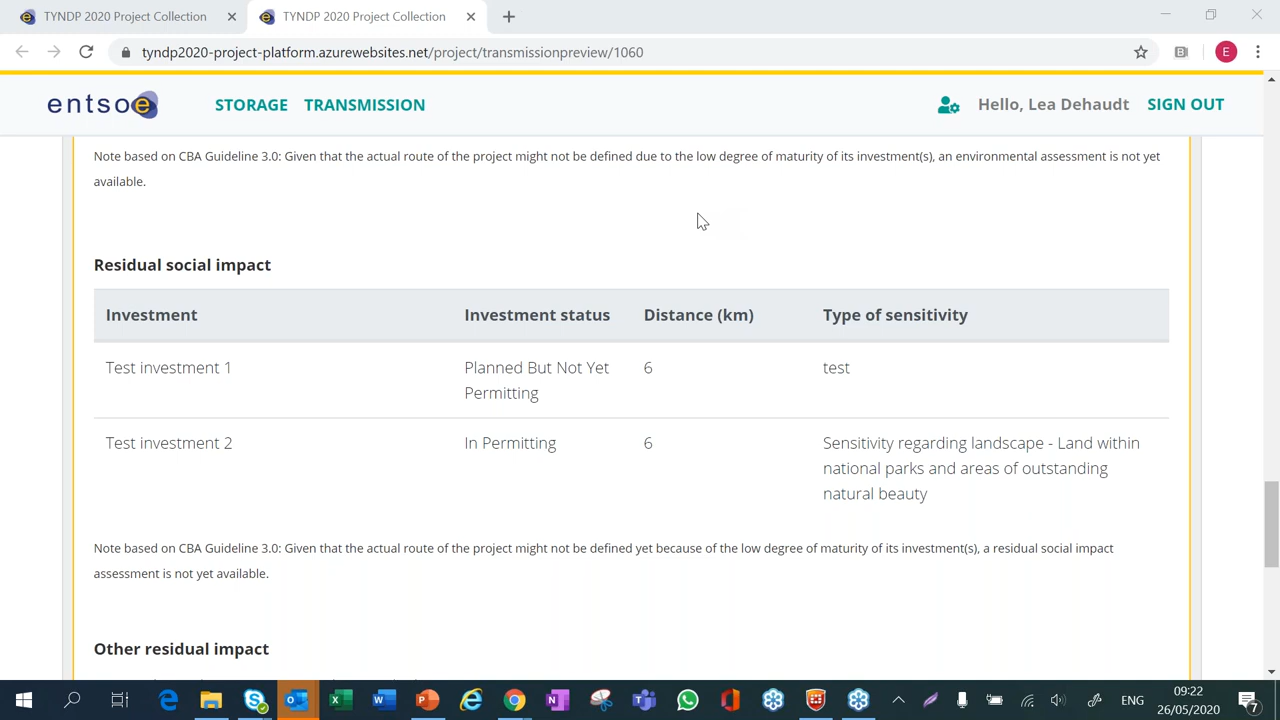 TYNDP 2020 Project Collection
TYNDP 2020 Project Collection
tyndp2020-project-platform.azurewebsites.net/project/transmissionpreview/1060
B
E
entsoe
STORAGE
TRANSMISSION
Hello, Lea Dehaudt
SIGN OUT
Note based on CBA Guideline 3.0: Given that the actual route of the project might not be defined due to the low degree of maturity of its investment(s), an environmental assessment is not yet
available.
Residual social impact
Investment Investment status Distance (km) Type of sensitivity
Test investment 1 Planned But Not Yet 6 test
Permitting
Test investment 2 In Permitting 6 Sensitivity regarding landscape - Land within
national parks and areas of outstanding
natural beauty
Note based on CBA Guideline 3.0: Given that the actual route of the project might not be defined yet because of the low degree of maturity of its investment(s), a residual social impact
assessment is not yet available.
Other residual impact
ENG
09:22
26/05/2020
7